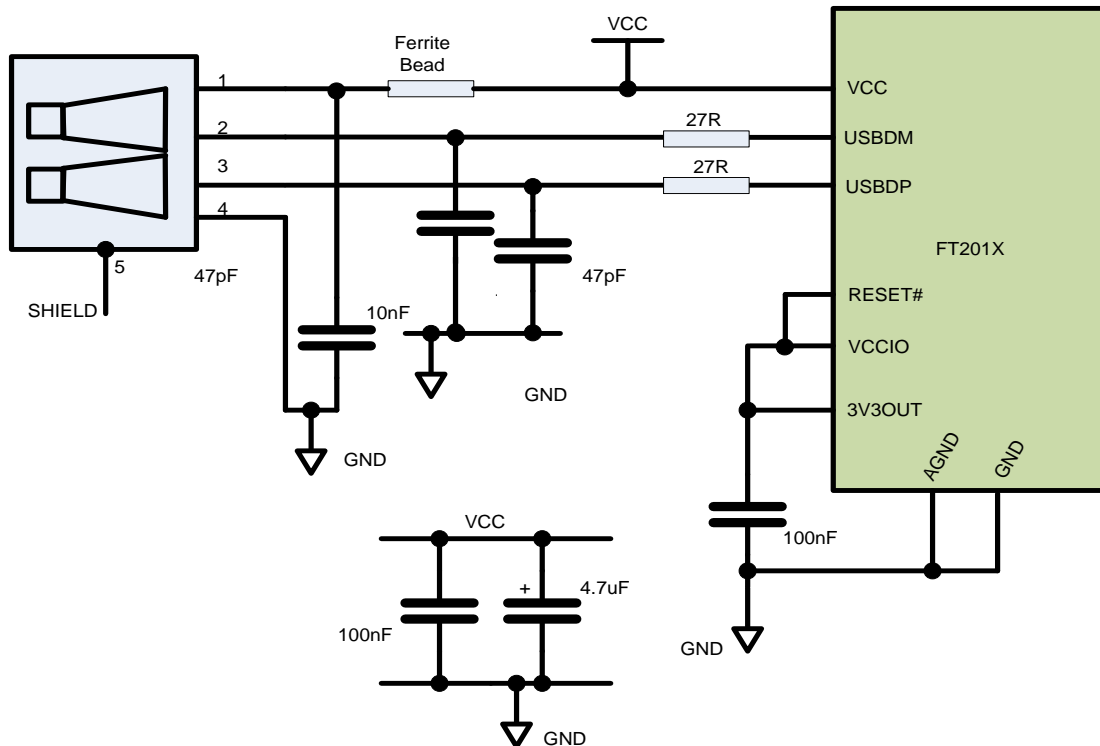 VCC
Ferrite
Bead
1
VCC
2
27R
USBDM
3
27R
USBDP
4
FT201X
5
47pF
47pF
RESET#
SHIELD
10nF
VCCIO
GND
3V3OUT
GND
AGND
GND
VCC
100nF
+
4.7uF
100nF
GND
GND